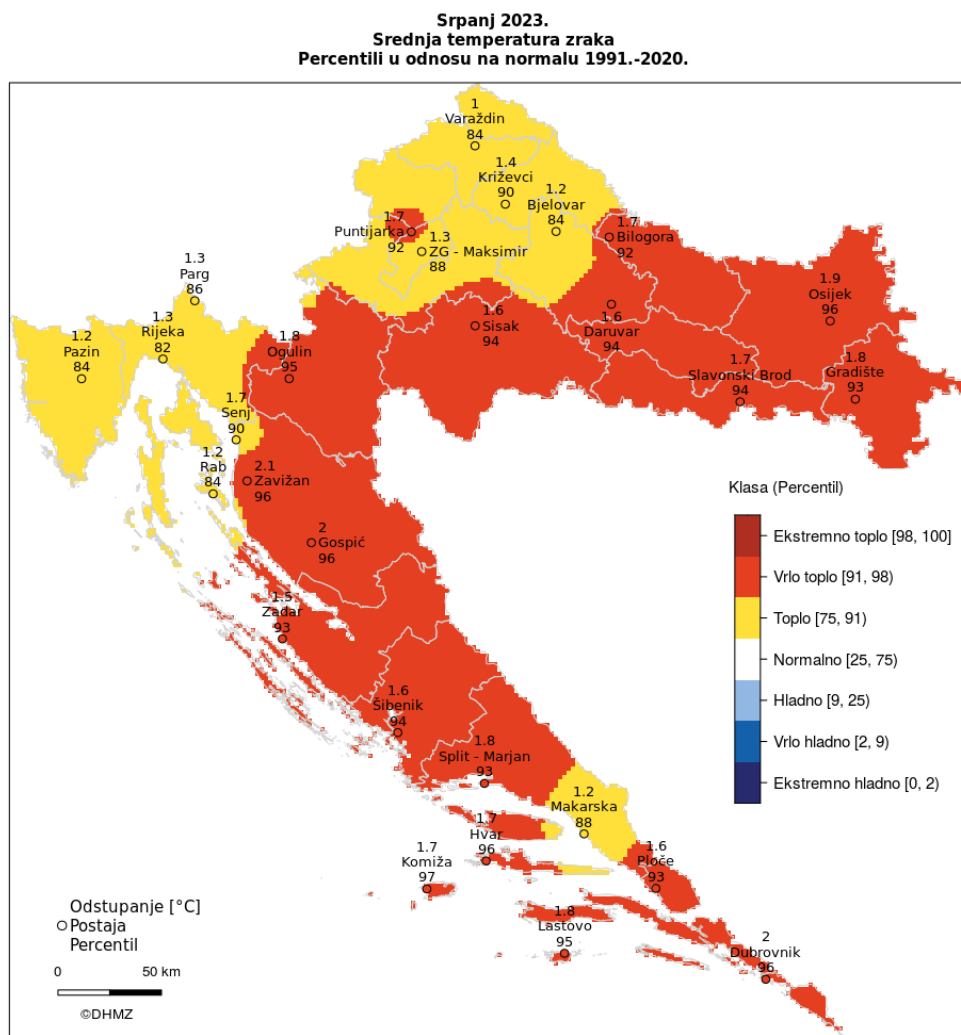 Srpanj 2023.
Srednja temperatura zraka
Percentili u odnosu na normalu 1991.-2020.
1
Varaždin
84
1.4
Križevci
90
1.2
Bjelovar
84
1.7
Puntijarka
92
1.3
ZG - Maksimir
88
1.7
Bilogora
92
1.3
Parg
86
1.9
Osijek
96
1.3
Rijeka
82
1.2
Pazin
84
1.8
Ogulin
95
1.6
Sisak
94
1.6
Daruvar
94
1.7
Slavonski Brod
94
1.8
Gradište
93
1.7
Senj
90
1.2
Rab
84
2.1
Zavižan
96
2
Gospić
96
1.5
Zadar
93
1.6
Šibenik
94
1.8
Split - Marjan
93
1.2
Makarska
88
1.7
Hvar
96
1.7
Komiža
97
1.6
Ploče
93
1.8
Lastovo
95
2
Dubrovnik
96
Klasa (Percentil)
Ekstremno toplo [98, 100]
Vrlo toplo [91, 98)
Toplo [75, 91)
Normalno [25, 75)
Hladno [9, 25)
Vrlo hladno [2, 9)
Ekstremno hladno [0, 2)
Odstupanje [°C]
Postaja
Percentil
0 50 km
©DHMZ